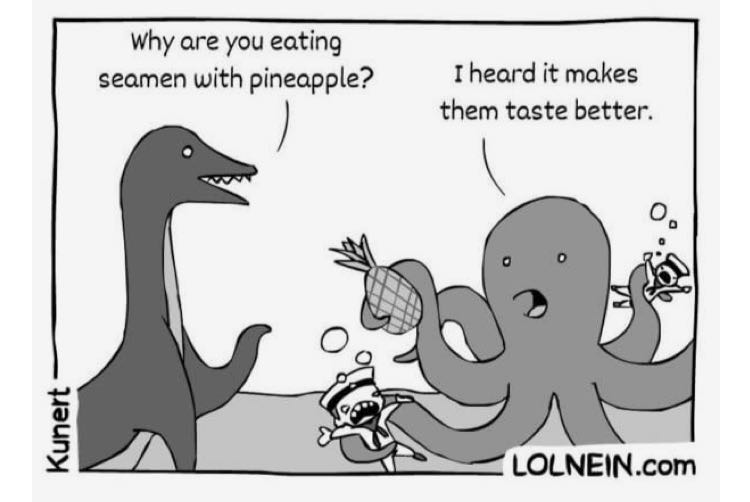 Why are you eating
seamen with pineapple?
I heard it makes
them taste better.
Kunert
LOLNEIN.com